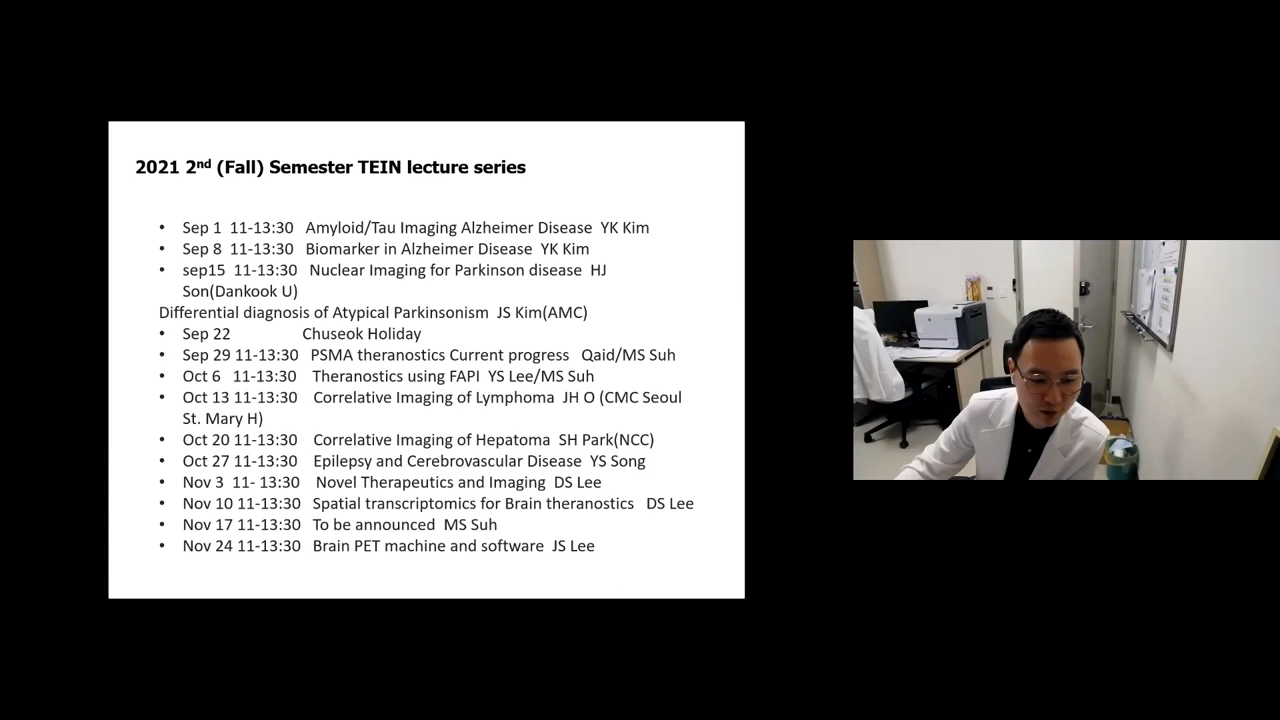 2021 2nd (Fall) Semester TEIN lecture series
• Sep 1 11-13:30 Amyloid/Tau Imaging Alzheimer Disease YK Kim
• Sep 8 11-13:30 Biomarker in Alzheimer Disease YK Kim
• sep15 11-13:30 Nuclear Imaging for Parkinson disease HJ
Son(Dankook U)
Differential diagnosis of Atypical Parkinsonism JS Kim(AMC)
• Sep 22 Chuseok Holiday
• Sep 29 11-13:30 PSMA theranostics Current progress Qaid/MS Suh
• Oct 6 11-13:30 Theranostics using FAPI YS Lee/MS Suh
• Oct 13 11-13:30 Correlative Imaging of Lymphoma JH O (CMC Seoul
St. Mary H)
• Oct 20 11-13:30 Correlative Imaging of Hepatoma SH Park(NCC)
• Oct 27 11-13:30 Epilepsy and Cerebrovascular Disease YS Song
• Nov 3 11- 13:30 Novel Therapeutics and Imaging DS Lee
• Nov 10 11-13:30 Spatial transcriptomics for Brain theranostics DS Lee
• Nov 17 11-13:30 To be announced MS Suh
• Nov 24 11-13:30 Brain PET machine and software JS Lee